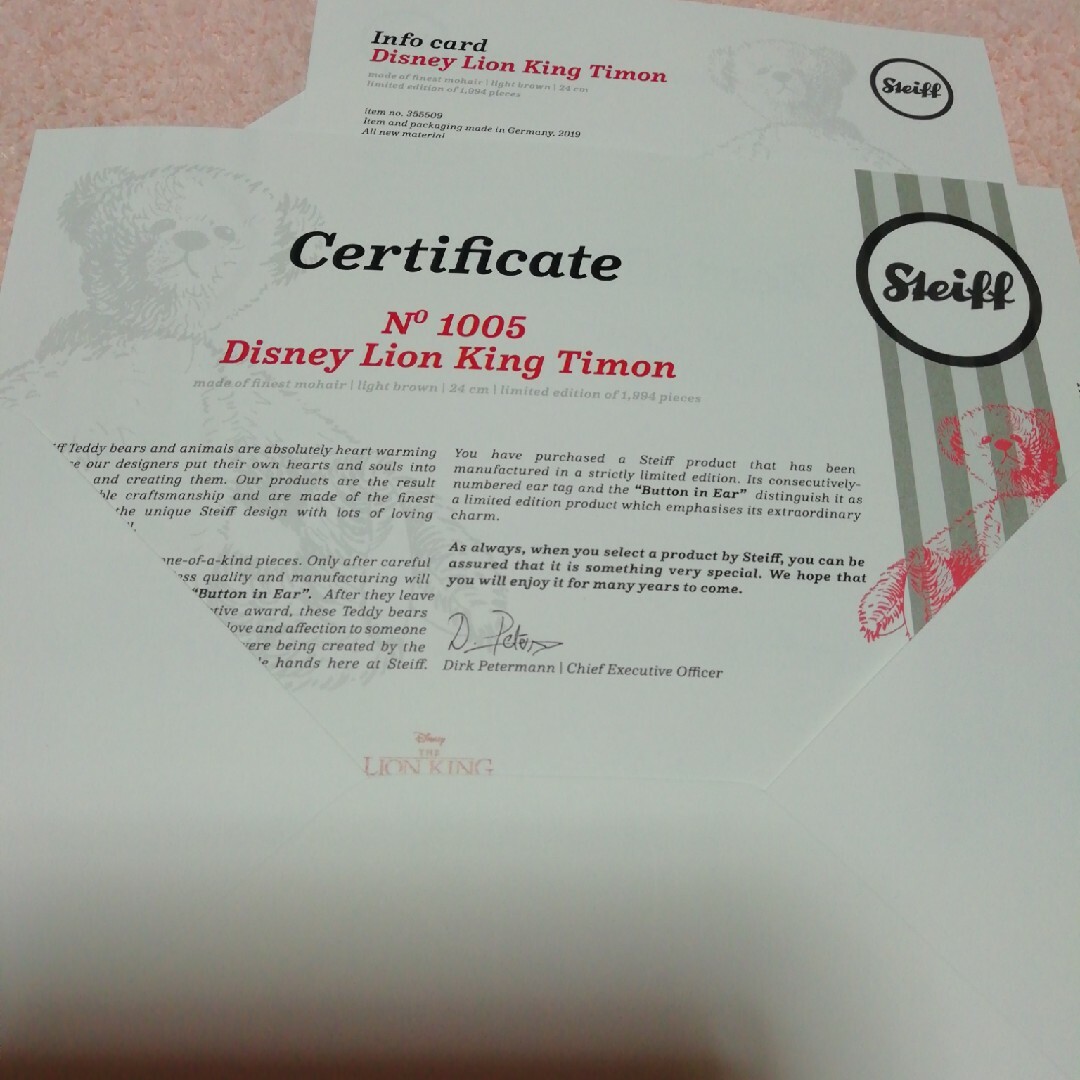 Info card
Disney Lion King Timon
made of finest mohair | light brown | 24 cm
limited edition of 1,994 pieces
Item no. 355509
Item and packaging made in Germany. 2019
All new material
Steiff
Certificate
Nº 1005
Disney Lion King Timon
made of finest mohair | light brown | 24 cm | limited edition of 1,994 pieces
Steiff
Teddy bears and animals are absolutely heart warming
our designers put their own hearts and souls into
and creating them. Our products are the result
craftsmanship and are made of the finest
the unique Steiff design with lots of loving
one-of-a-kind pieces. Only after careful
quality and manufacturing will
"Button in Ear". After they leave
award, these Teddy bears
love and affection to someone
were being created by the
hands here at Steiff.
You have purchased a Steiff product that has been
manufactured in a strictly limited edition. Its consecutively-
numbered ear tag and the "Button in Ear" distinguish it as
a limited edition product which emphasises its extraordinary
charm.
As always, when you select a product by Steiff, you can be
assured that it is something very special. We hope that
you will enjoy it for many years to come.
Dirk Petermann | Chief Executive Officer
Disney
THE
LION KING